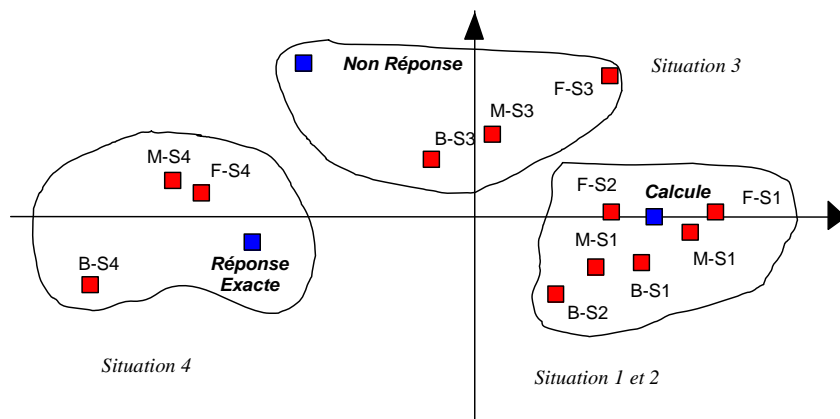 Non Réponse
Situation 3
F-S3
M-S3
B-S3
M-S4
F-S4
F-S2
Calcule
F-S1
M-S1
M-S1
B-S4
Réponse
Exacte
B-S1
B-S2
Situation 4
Situation 1 et 2